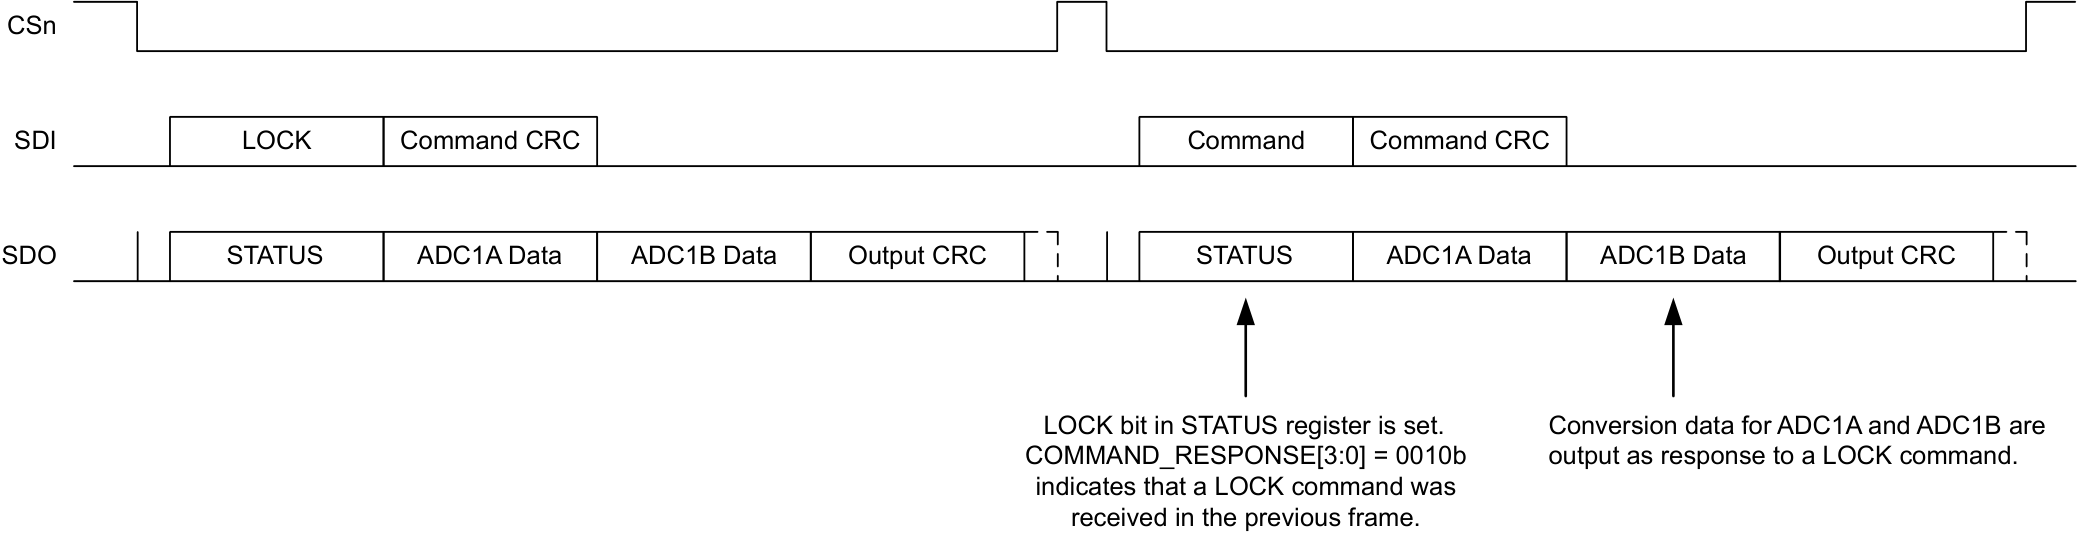 CSn
SDI
LOCK Command CRC Command Command CRC
SDO
STATUS ADC1A Data ADC1B Data Output CRC STATUS ADC1A Data ADC1B Data Output CRC
LOCK bit in STATUS register is set.
COMMAND_RESPONSE[3:0] = 0010b
indicates that a LOCK command was
received in the previous frame.
Conversion data for ADC1A and ADC1B are
output as response to a LOCK command.